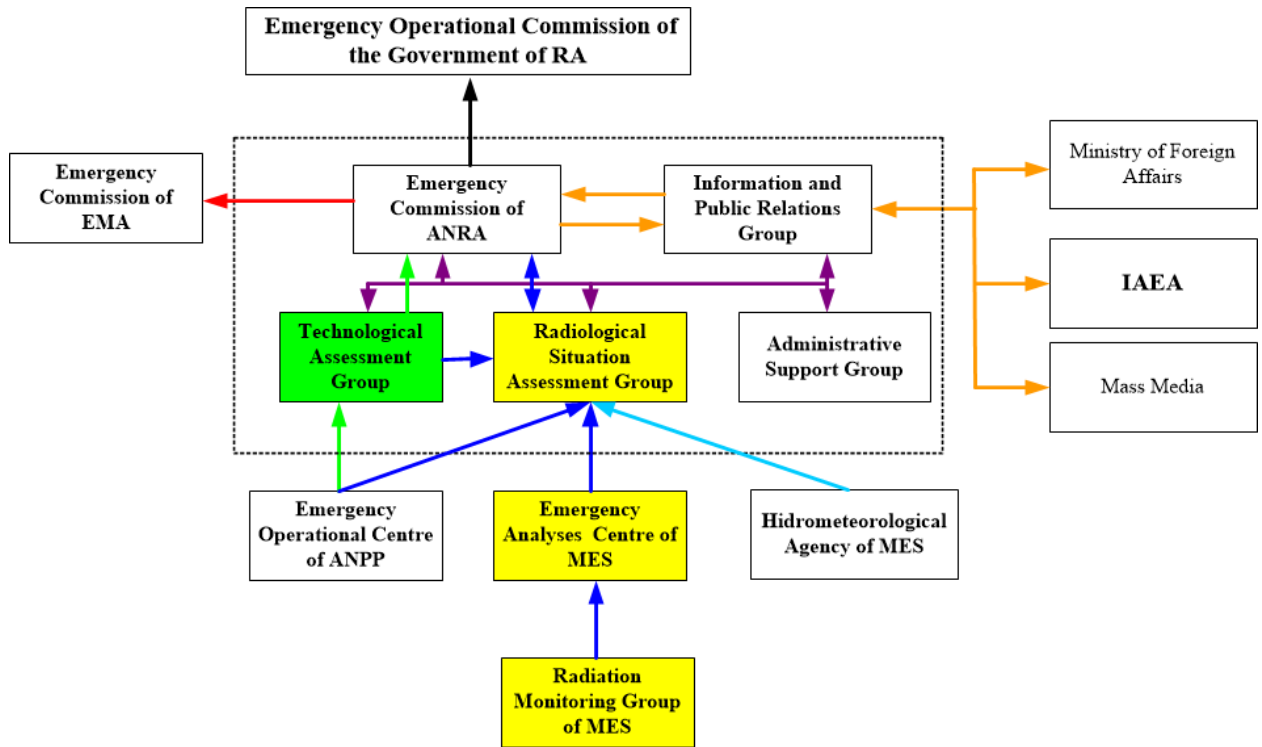 Emergency Operational Commission of
the Government of RA
Emergency
Commission of
EMA
Emergency
Commission of
ANRA
Information and
Public Relations
Group
Ministry of Foreign
Affairs
IAEA
Mass Media
Technological
Assessment
Group
Radiological
Situation
Assessment Group
Administrative
Support Group
Emergency
Operational Centre
of ANPP
Emergency
Analyses Centre of
MES
Hidrometeorological
Agency of MES
Radiation
Monitoring Group
of MES